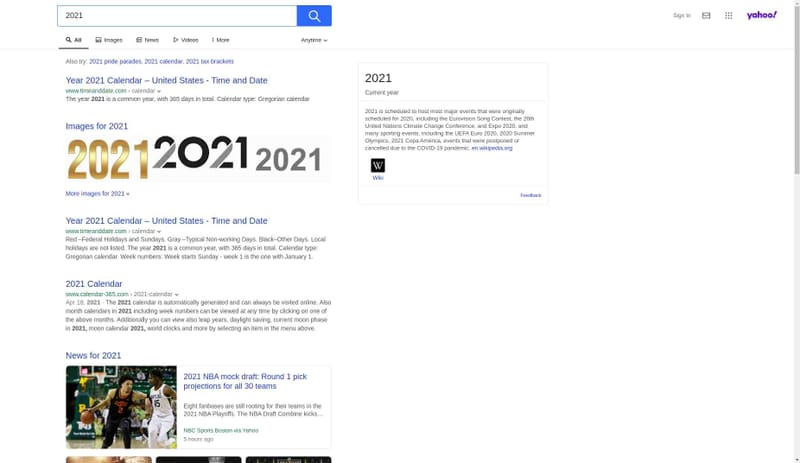 2021
Sign In
yahoo!
All
Images
News
Videos
More
Anytime
Also try: 2021 pride parades, 2021 calendar, 2021 tax brackets
Year 2021 Calendar – United States - Time and Date
www.timeanddate.com › calendar
The year 2021 is a common year, with 365 days in total. Calendar type: Gregorian calendar
Images for 2021
2021
2021
2021
More images for 2021 »
Year 2021 Calendar – United States - Time and Date
www.timeanddate.com › calendar
Red –Federal Holidays and Sundays. Gray –Typical Non-working Days. Black–Other Days. Local
holidays are not listed. The year 2021 is a common year, with 365 days in total. Calendar type:
Gregorian calendar. Week numbers: Week starts Sunday - week 1 is the one with January 1.
2021 Calendar
www.calendar-365.com › 2021-calendar
Apr 18, 2021 · The 2021 calendar is automatically generated and can always be visited online. Also
month calendars in 2021 including week numbers can be viewed at any time by clicking on one of
the above months. Additionally you can view also leap years, daylight saving, current moon phase
in 2021, moon calendar 2021, world clocks and more by selecting an item in the menu above.
News for 2021
2021 NBA mock draft: Round 1 pick
projections for all 30 teams
Eight fanbases are still rooting for their teams in the
2021 NBA Playoffs. The NBA Draft Combine kicks...
NBC Sports Boston via Yahoo
5 hours ago
2021
Current year
2021 is scheduled to host most major events that were originally
scheduled for 2020, including the Eurovision Song Contest, the 26th
United Nations Climate Change Conference, and Expo 2020, and
many sporting events, including the UEFA Euro 2020, 2020 Summer
Olympics, 2021 Copa America, events that were postponed or
cancelled due to the COVID-19 pandemic. en.wikipedia.org
W
Wiki
Feedback